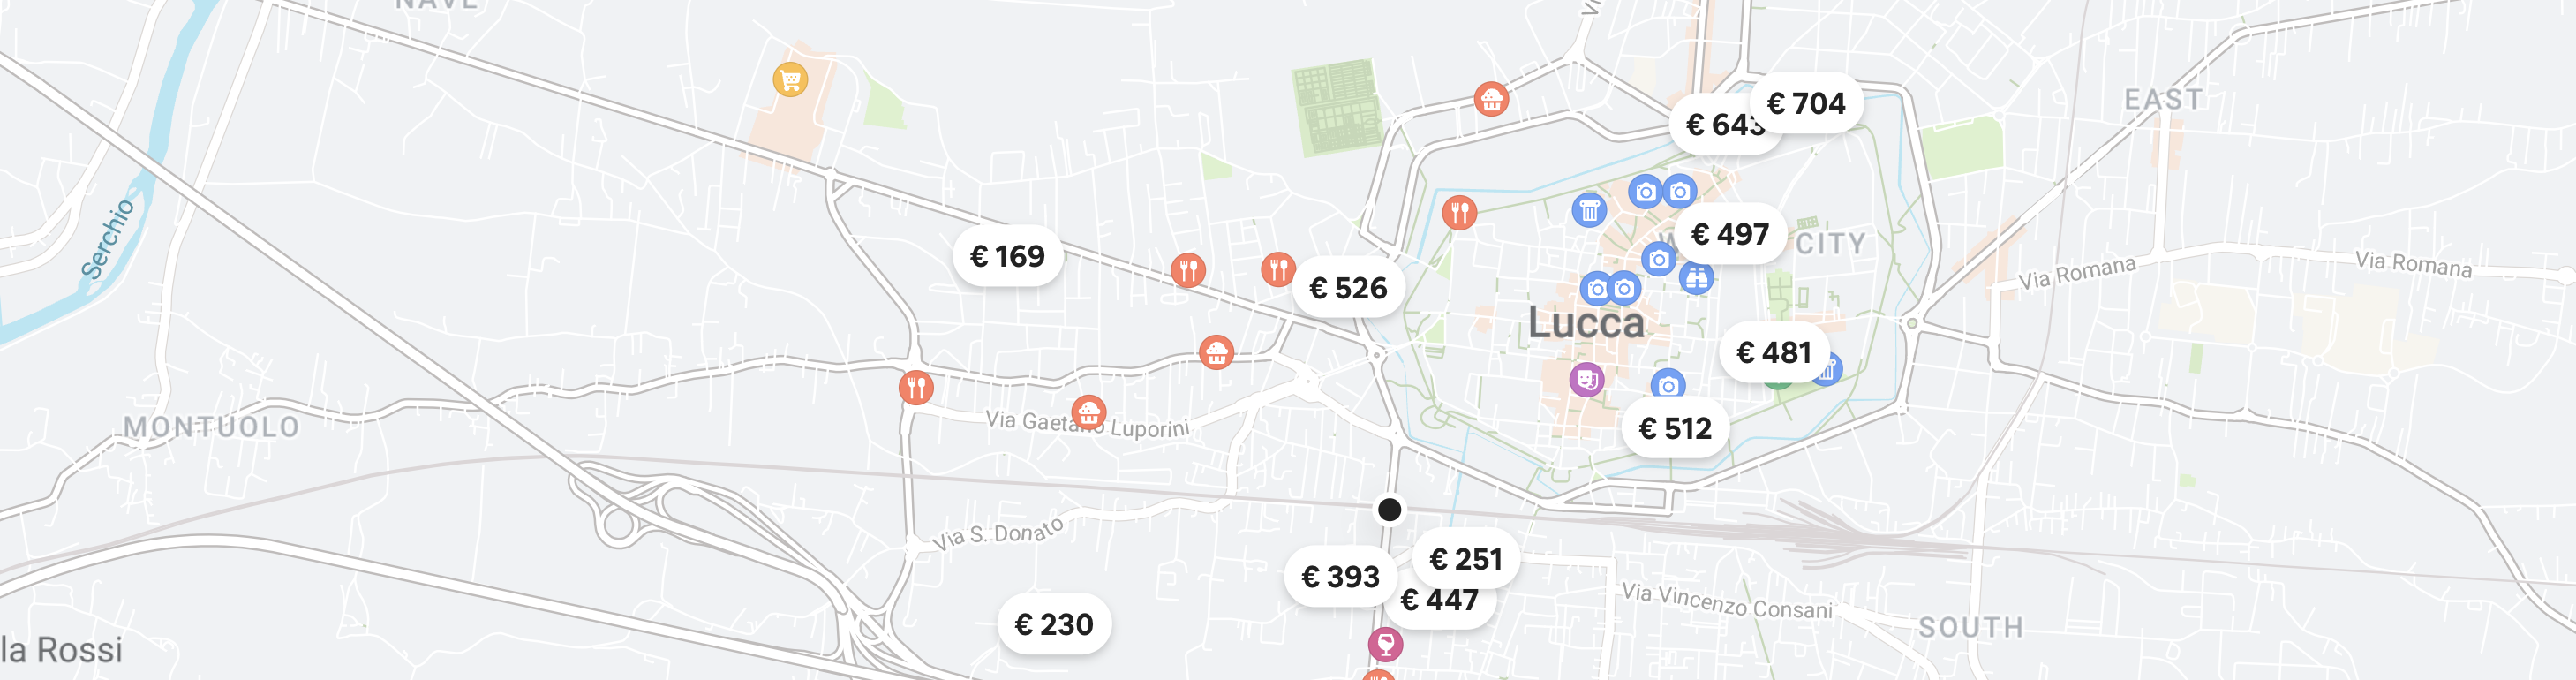 NAVE
€ 704
€ 643
EAST
Serchio
€ 169
€ 526
€ 497
CITY
Via Romana
Via Romana
Lucca
€ 481
MONTUOLO
Via Gaetano Luporini
€ 512
Via S. Donato
€ 393
€ 251
€ 447
€ 230
Via Vincenzo Consani
SOUTH
la Rossi